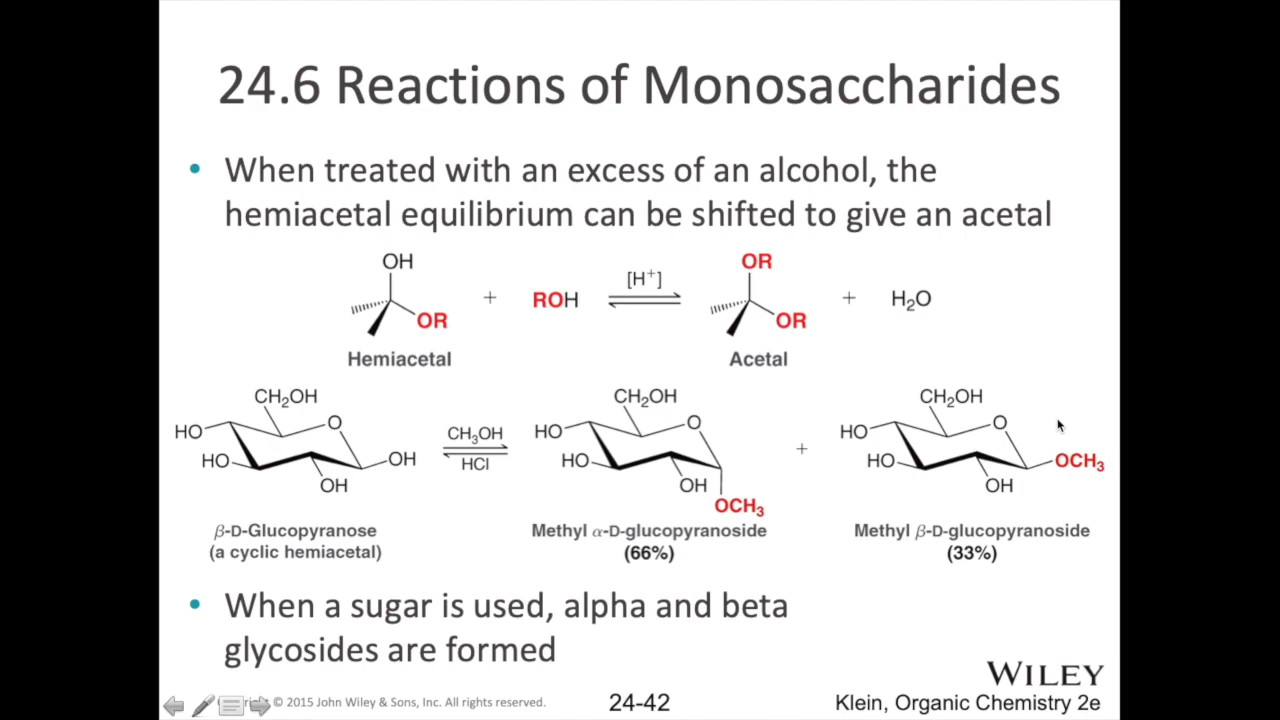 24.6 Reactions of Monosaccharides
• When treated with an excess of an alcohol, the
hemiacetal equilibrium can be shifted to give an acetal
OH
OR
+
ROH
[H⁺]
OR
OR
+
H₂O
Hemiacetal
Acetal
CH₂OH
HO
O
HO
OH
OH
CH₃OH
HCl
CH₂OH
HO
O
HO
OH
OCH₃
+
CH₂OH
HO
O
HO
OH
OCH₃
β-D-Glucopyranose
(a cyclic hemiacetal)
Methyl α-D-glucopyranoside
(66%)
Methyl β-D-glucopyranoside
(33%)
• When a sugar is used, alpha and beta
glycosides are formed
WILEY
© 2015 John Wiley & Sons, Inc. All rights reserved.
24-42
Klein, Organic Chemistry 2e